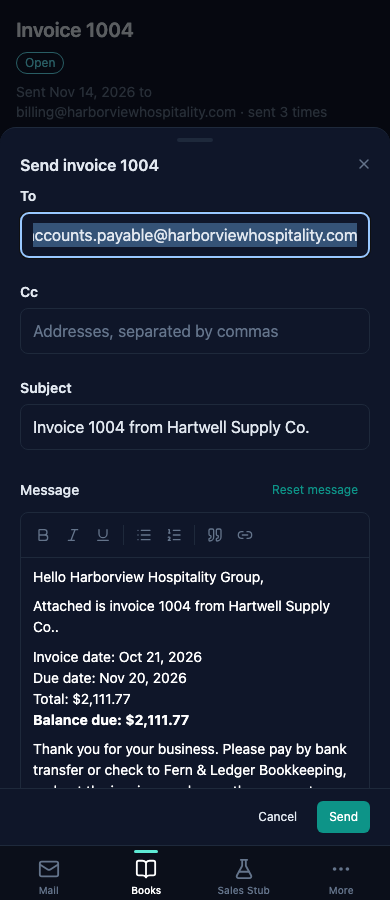 Invoice 1004
Open
Sent Nov 14, 2026 to
billing@harborviewhospitality.com · sent 3 times
Send invoice 1004
To
ccounts.payable@harborviewhospitality.com
Cc
Addresses, separated by commas
Subject
Invoice 1004 from Hartwell Supply Co.
Message
Reset message
B I U
Hello Harborview Hospitality Group,
Attached is invoice 1004 from Hartwell Supply
Co..
Invoice date: Oct 21, 2026
Due date: Nov 20, 2026
Total: $2,111.77
Balance due: $2,111.77
Thank you for your business. Please pay by bank
transfer or check to Fern & Ledger Bookkeeping,
Cancel
Send
Mail
Books
Sales Stub
More